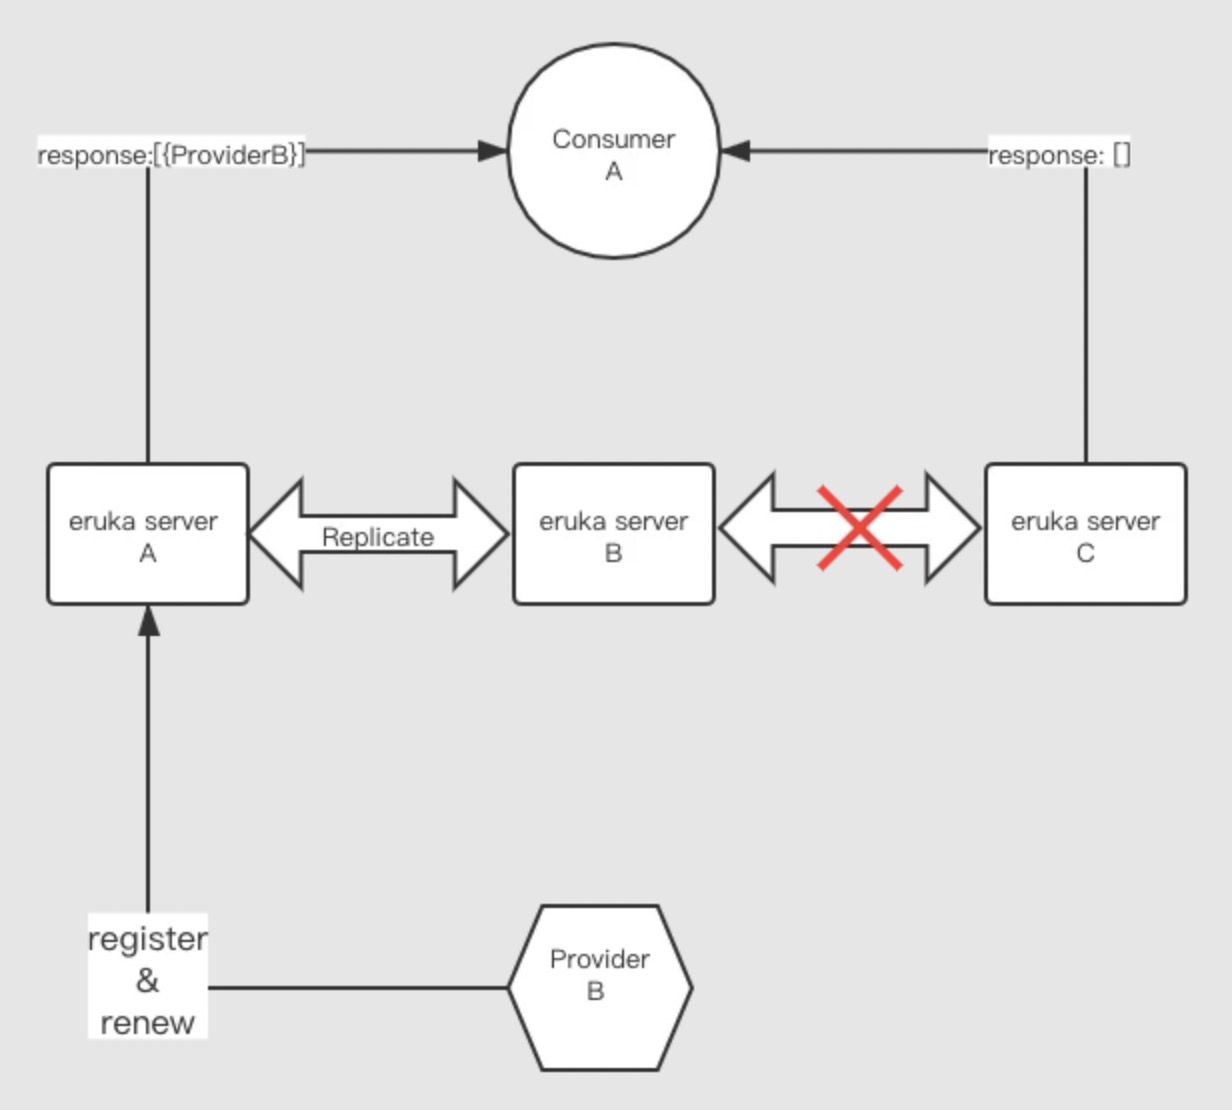 Consumer
A
response:[{ProviderB}]
response: []
eruka server
A
Replicate
eruka server
B
eruka server
C
register
&
renew
Provider
B